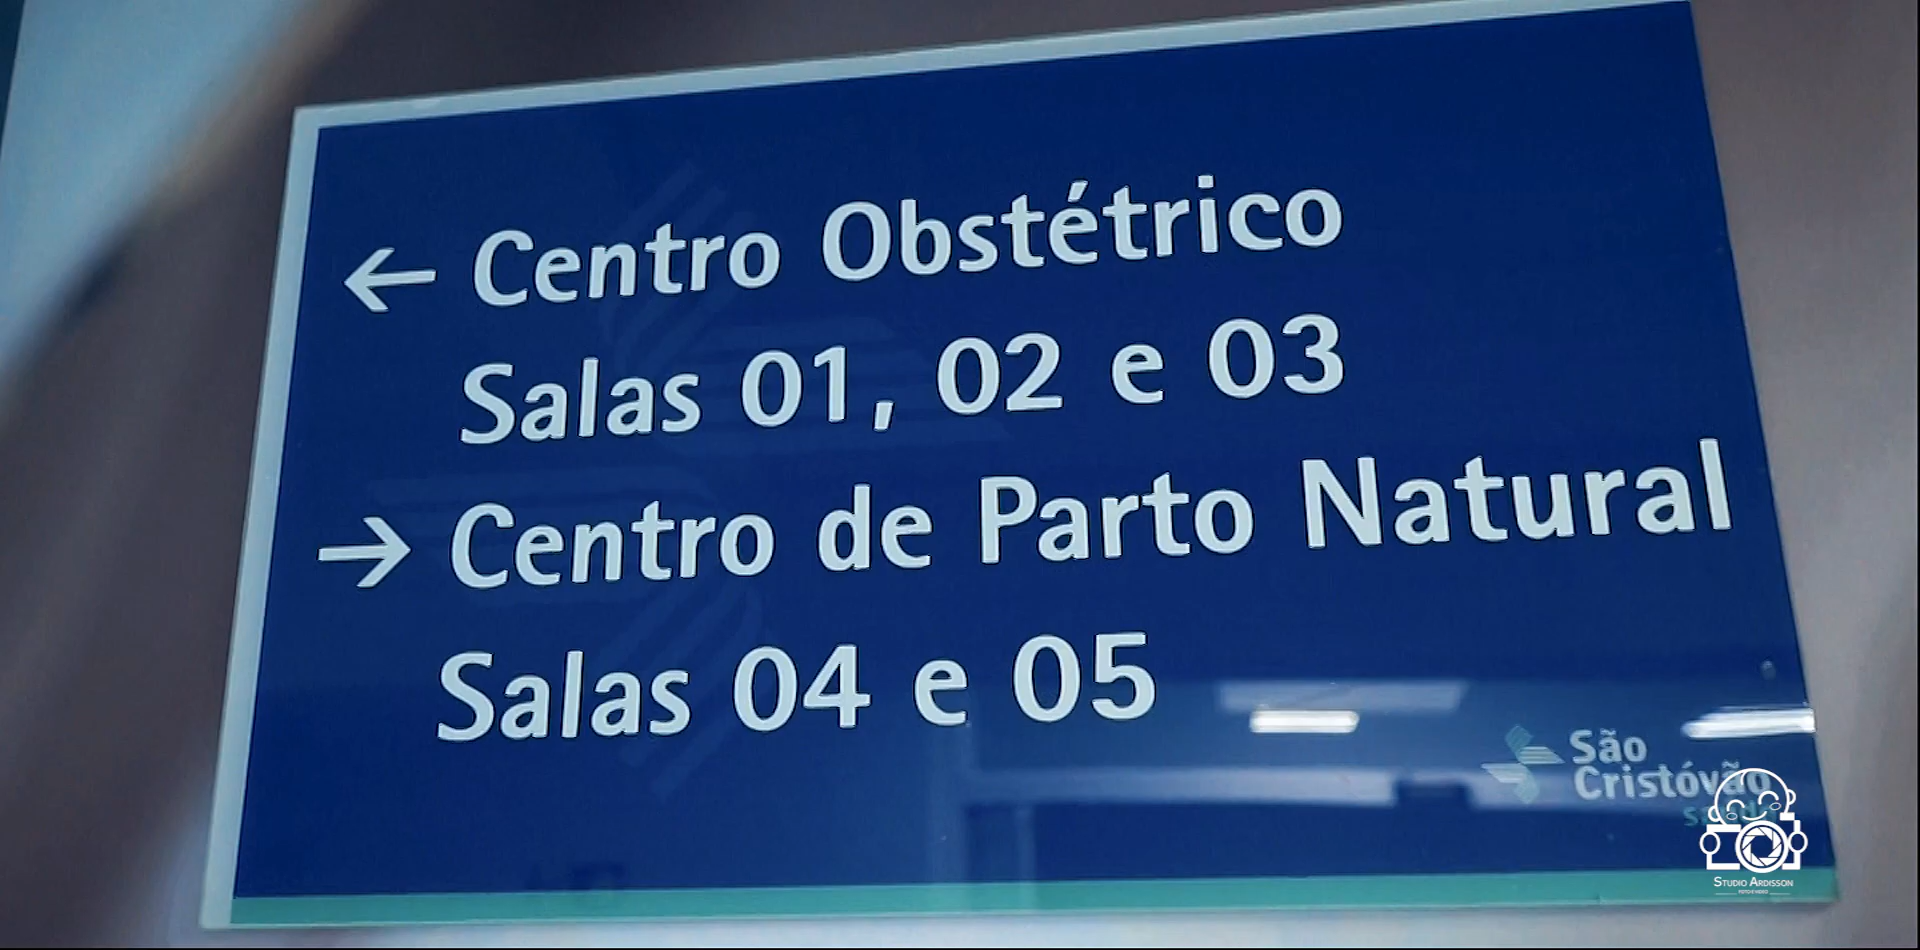 ← Centro Obstétrico
Salas 01, 02 e 03
→ Centro de Parto Natural
Salas 04 e 05
São
Cristóvão
STUDIO ARDISSON